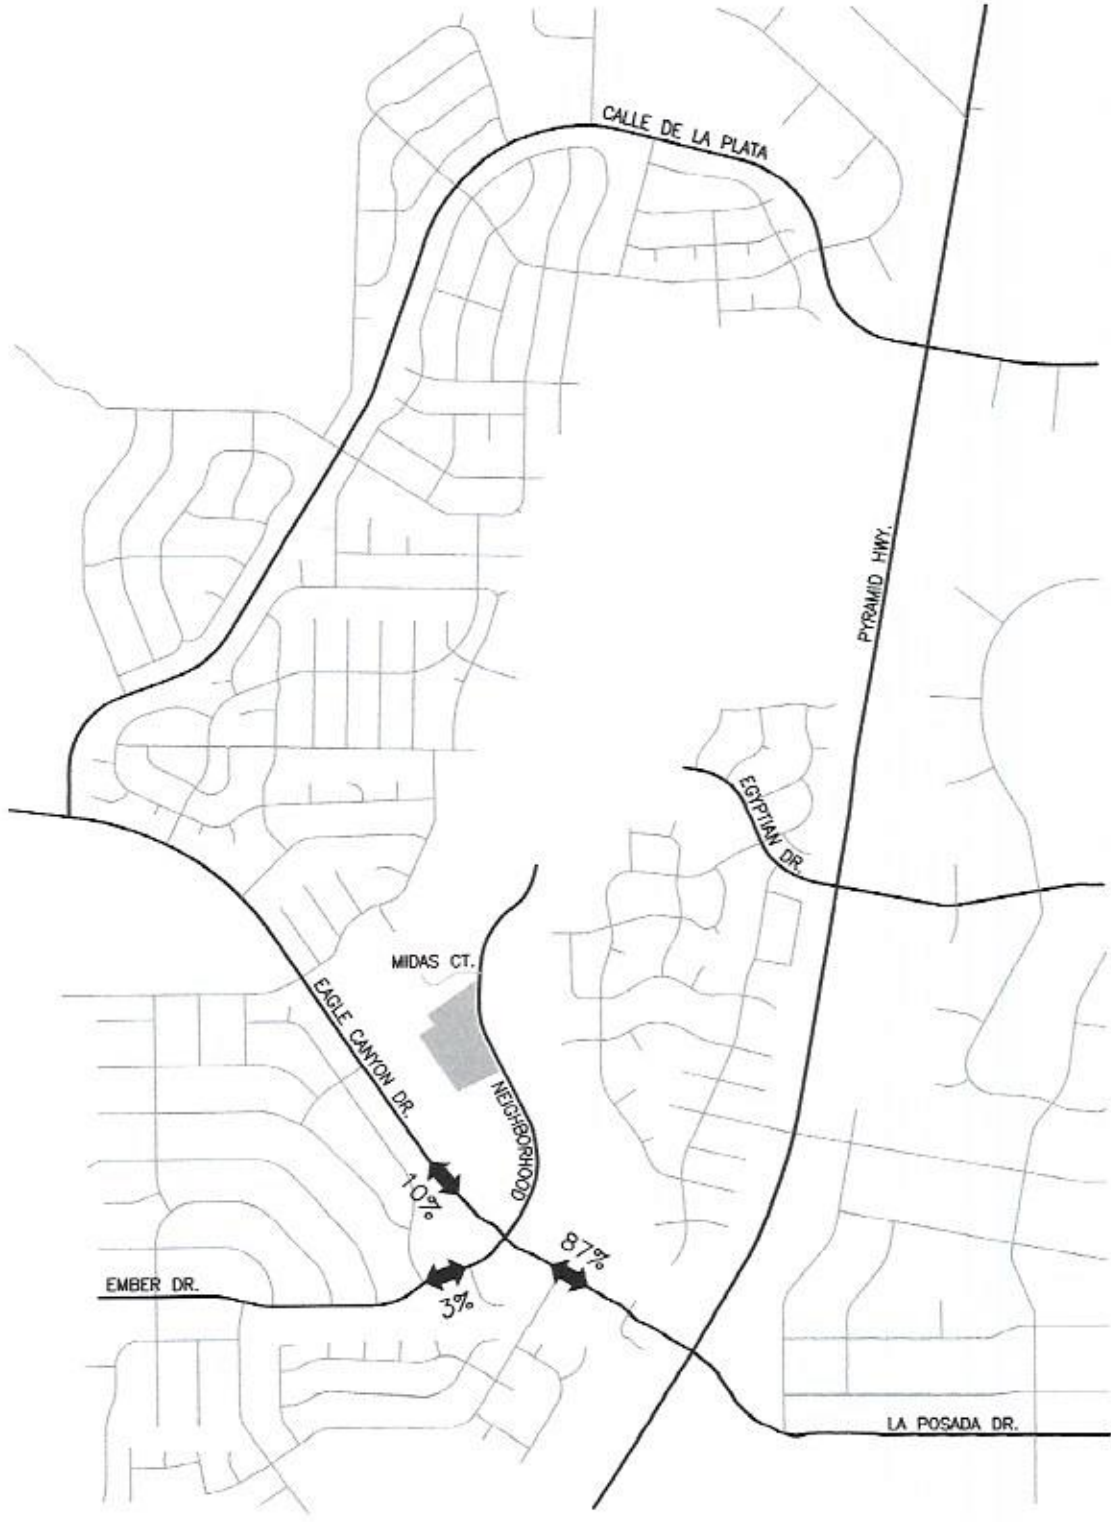 CALLE DE LA PLATA
PYRAMID HWY.
EGYPTIAN DR.
MIDAS CT.
EAGLE CANYON DR.
NEIGHBORHOOD
10%
87%
EMBER DR.
3%
LA POSADA DR.